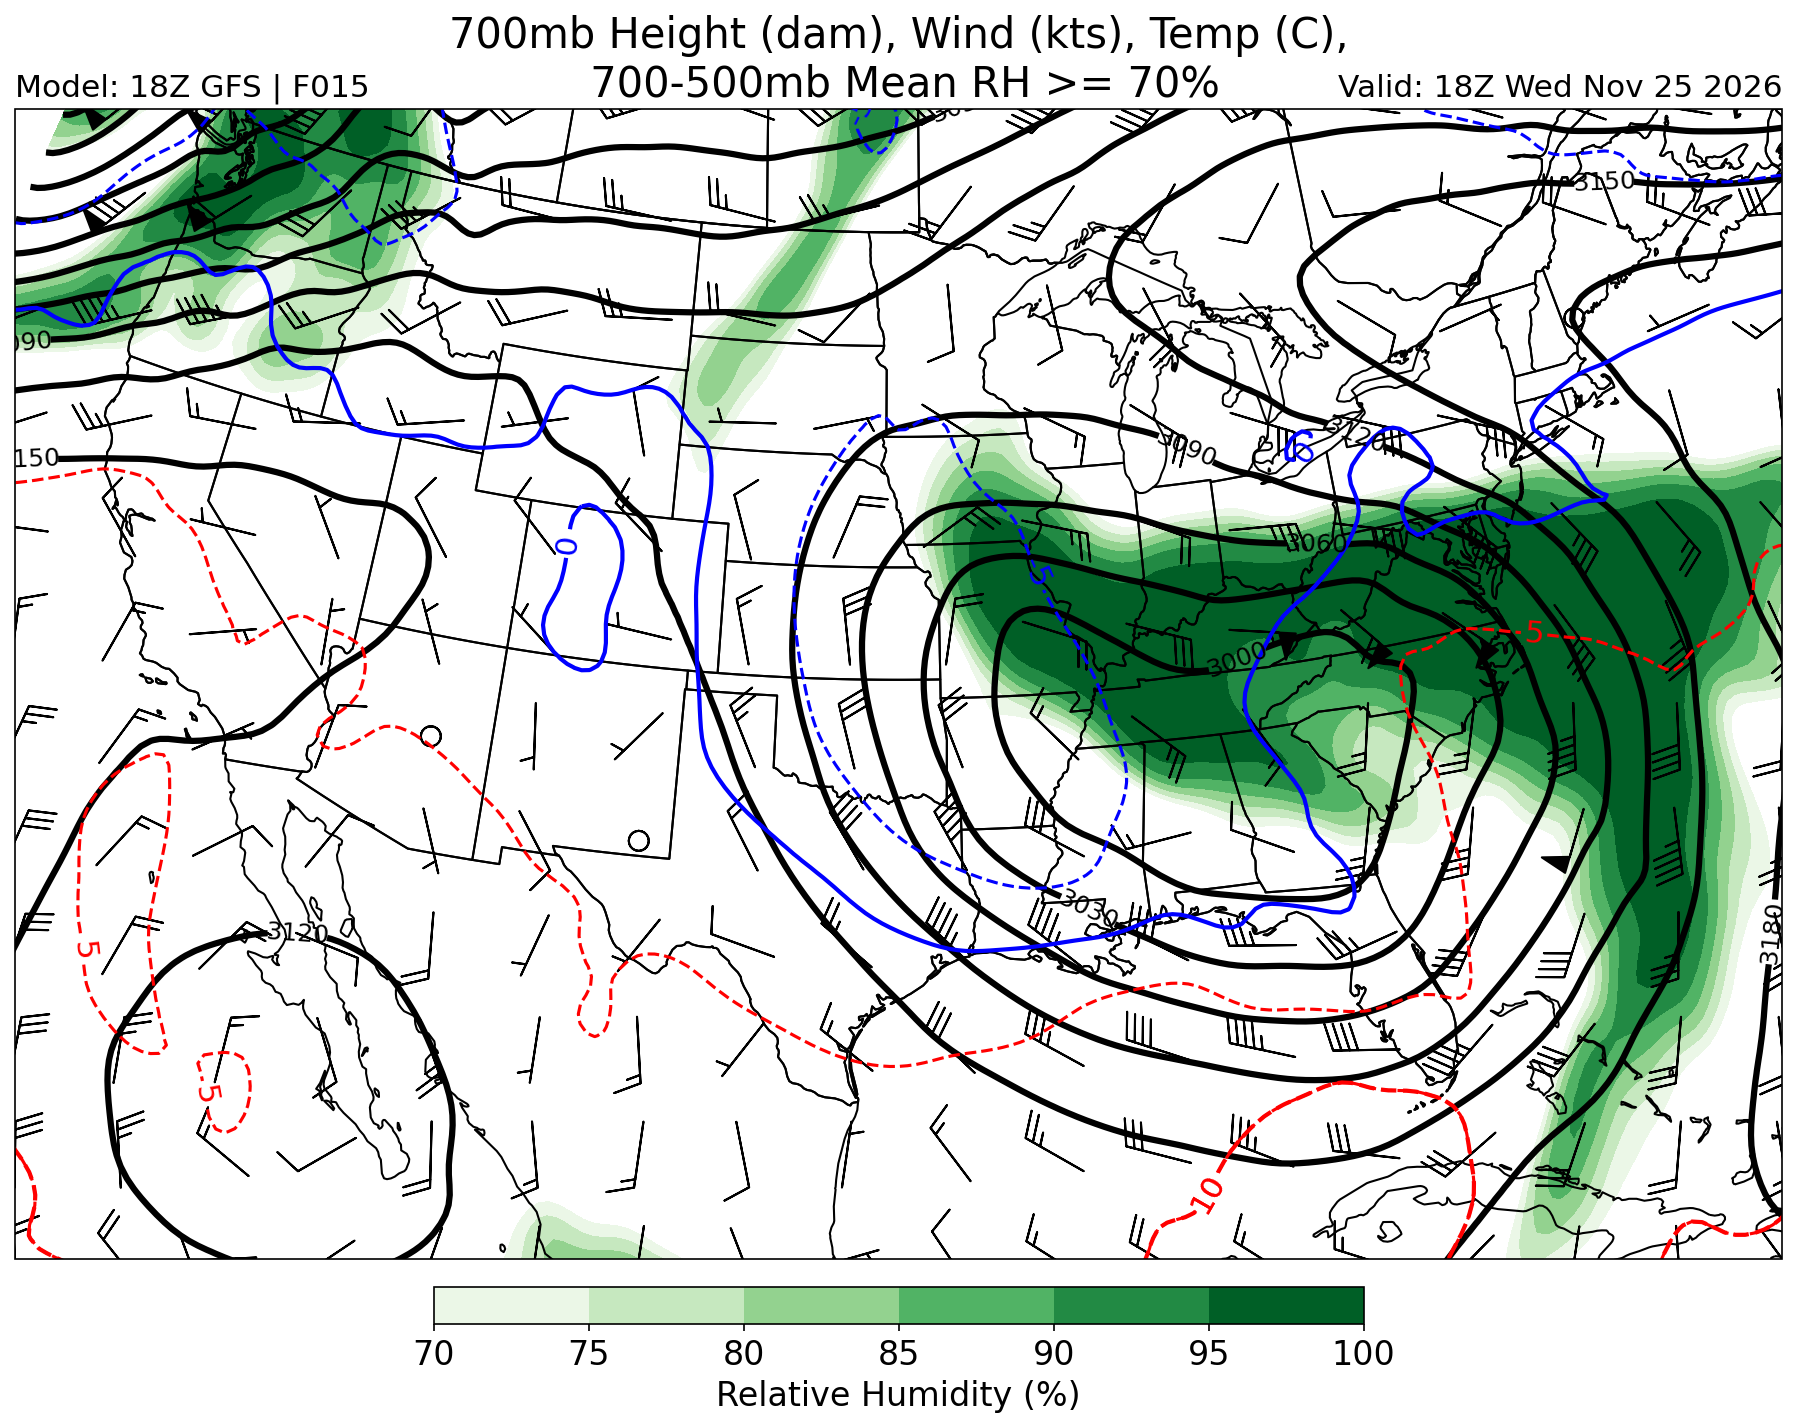 700mb Height (dam), Wind (kts), Temp (C),
700-500mb Mean RH >= 70%
Model: 18Z GFS | F015
Valid: 18Z Wed Nov 25 2026
3150
090
3120
3090
150
3060
0
5
5
3000
3030
5
3120
3180
5
10
70 75 80 85 90 95 100
Relative Humidity (%)